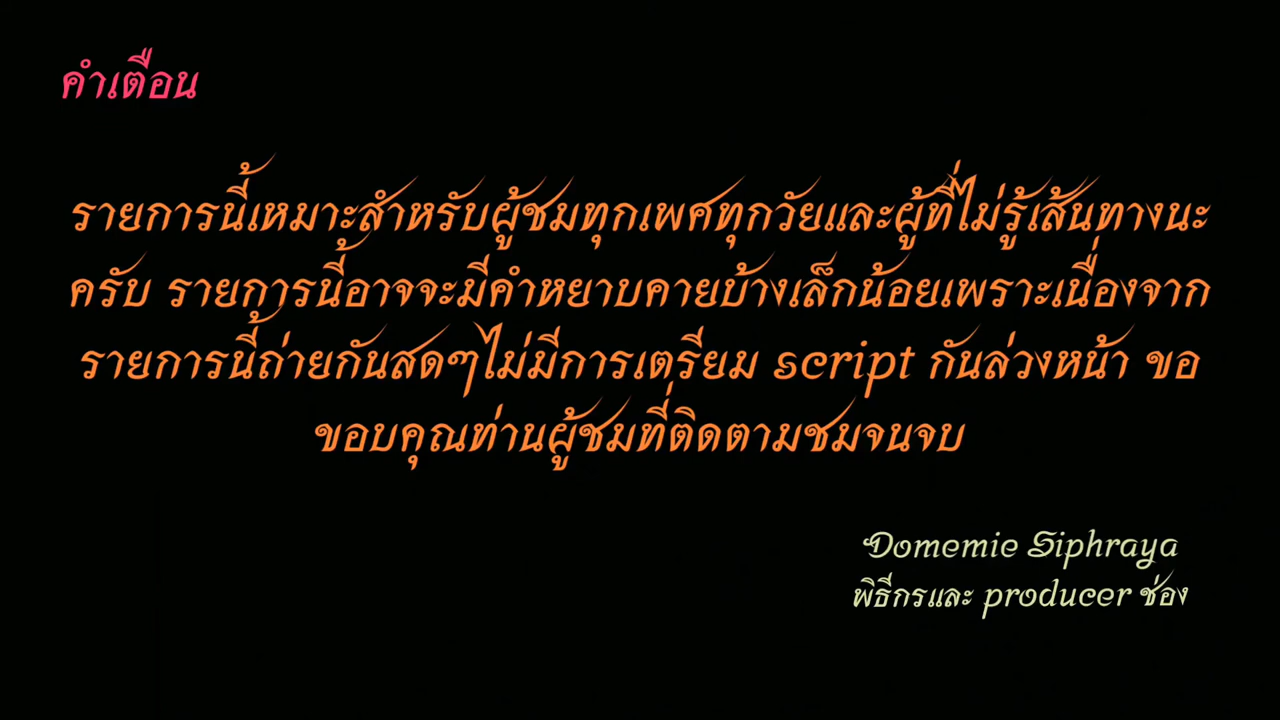 คำเตือน
รายการนี้เหมาะสำหรับผู้ชมทุกเพศทุกวัยและผู้ที่ไม่รู้เส้นทางนะ
ครับ รายการนี้อาจจะมีคำหยาบคายบ้างเล็กน้อยเพราะเนื่องจาก
รายการนี้ถ่ายกันสดๆไม่มีการเตรียม script กันล่วงหน้า ขอ
ขอบคุณท่านผู้ชมที่ติดตามชมจนจบ
Domemie Siphraya
พิธีกรและ producer ช่อง